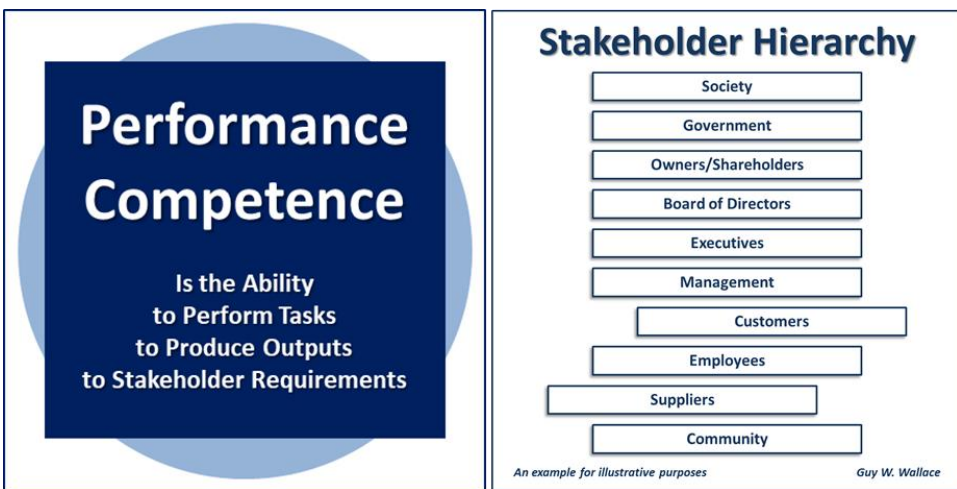 Performance
Competence
Is the Ability
to Perform Tasks
to Produce Outputs
to Stakeholder Requirements
Stakeholder Hierarchy
Society
Government
Owners/Shareholders
Board of Directors
Executives
Management
Customers
Employees
Suppliers
Community
An example for illustrative purposes
Guy W. Wallace